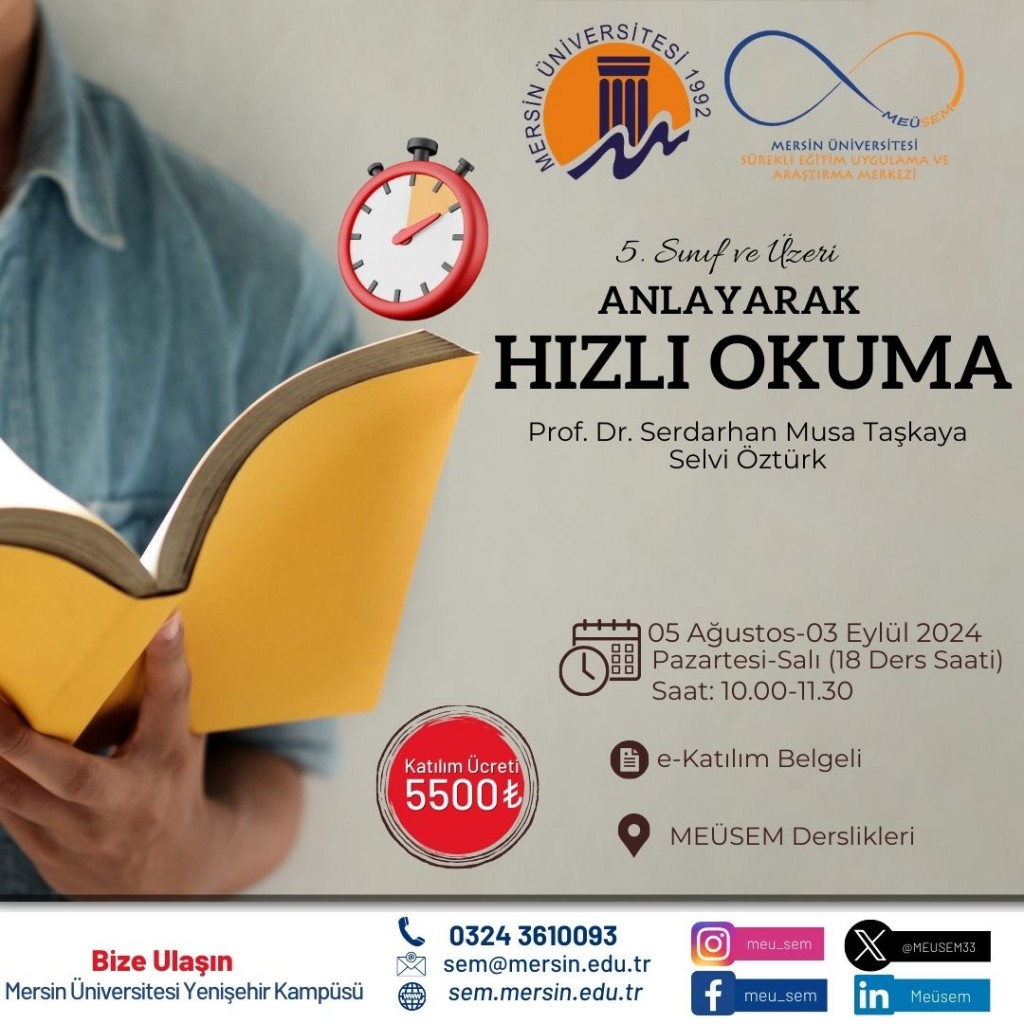 MERSİN ÜNİVERSİTESİ 1992
MEÜSEM
MERSİN ÜNİVERSİTESİ
SÜREKLİ EĞİTİM UYGULAMA VE
ARAŞTIRMA MERKEZİ
5. Sınıf ve Üzeri
ANLAYARAK
HIZLI OKUMA
Prof. Dr. Serdarhan Musa Taşkaya
Selvi Öztürk
05 Ağustos-03 Eylül 2024
Pazartesi-Salı (18 Ders Saati)
Saat: 10.00-11.30
Katılım Ücreti
5500₺
e-Katılım Belgeli
MEÜSEM Derslikleri
Bize Ulaşın
Mersin Üniversitesi Yenişehir Kampüsü
0324 3610093
sem@mersin.edu.tr
sem.mersin.edu.tr
meu_sem
@MEUSEM33
meu_sem
Meüsem